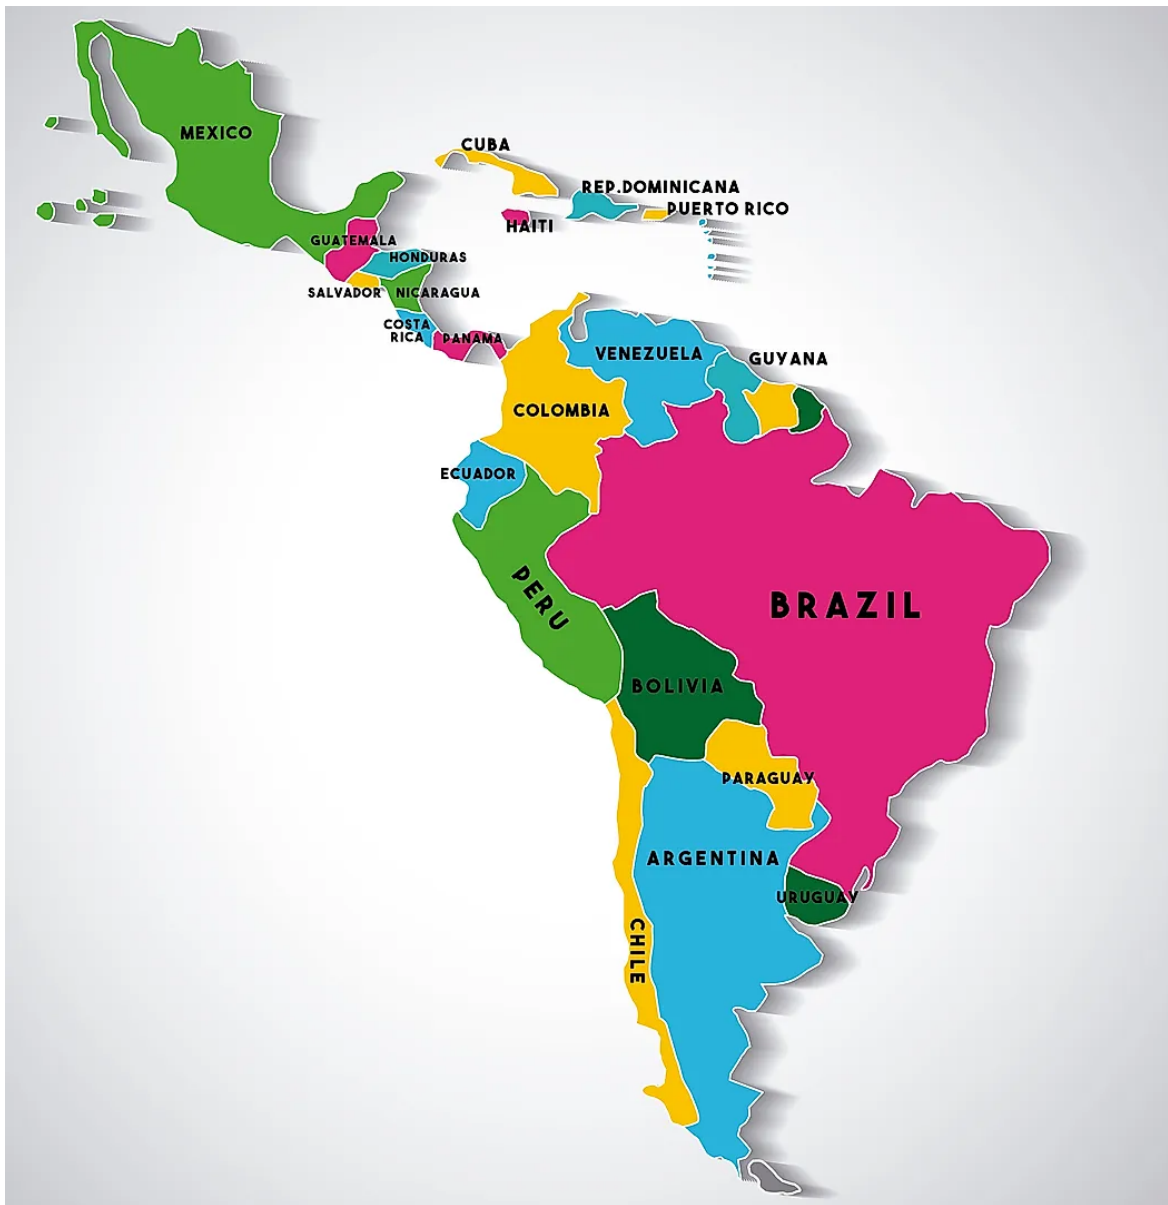 MEXICO
CUBA
REP.DOMINICANA
PUERTO RICO
HAITI
GUATEMALA
HONDURAS
SALVADOR
NICARAGUA
COSTA
RICA
PANAMA
VENEZUELA
GUYANA
COLOMBIA
ECUADOR
PERU
BRAZIL
BOLIVIA
PARAGUAY
ARGENTINA
URUGUAY
CHILE